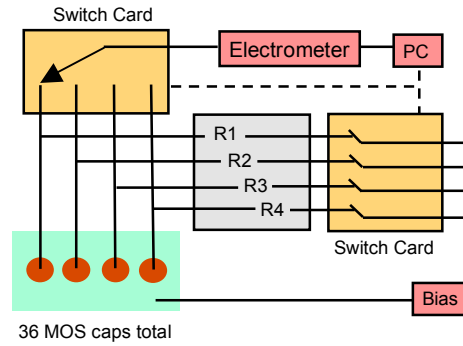 Switch Card
Electrometer
PC
R1
R2
R3
R4
Switch Card
Bias
36 MOS caps total